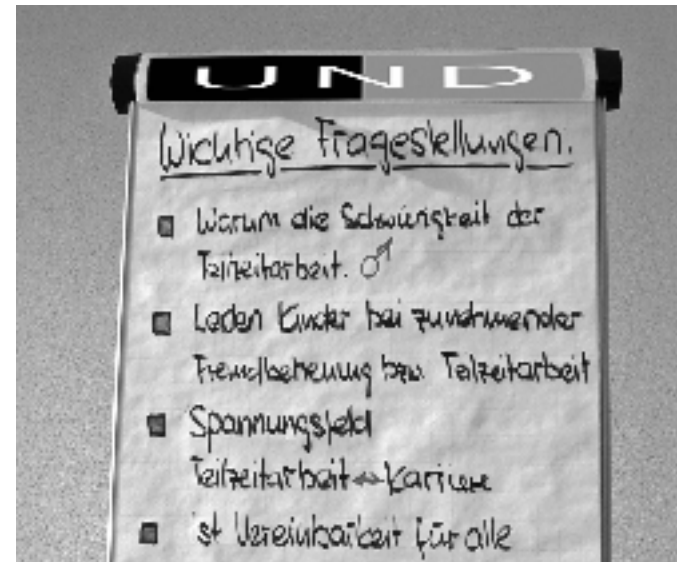 UND
Wichtige Fragestellungen.
Warum die Schwierigkeit der
Teilzeitarbeit. ♂
Leden Kinder bei zunehmender
Fremdbetreuung bzw. Teilzeitarbeit
Spannungsfeld
Teilzeitarbeit ↔ Karriere
ist Vereinbarkeit für alle